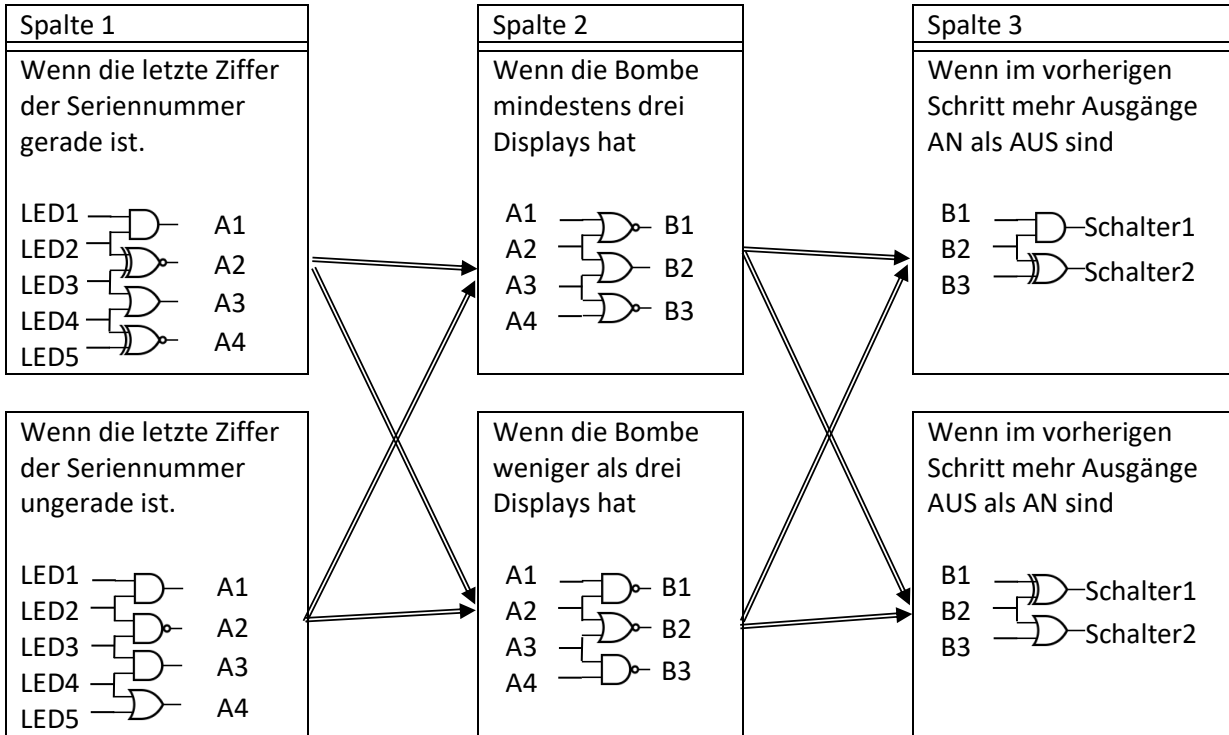 Spalte 1
Wenn die letzte Ziffer
der Seriennummer
gerade ist.
LED1
LED2
LED3
LED4
LED5
A1
A2
A3
A4
Spalte 2
Wenn die Bombe
mindestens drei
Displays hat
A1
A2
A3
A4
B1
B2
B3
Spalte 3
Wenn im vorherigen
Schritt mehr Ausgänge
AN als AUS sind
B1
B2
B3
Schalter1
Schalter2
Wenn die letzte Ziffer
der Seriennummer
ungerade ist.
LED1
LED2
LED3
LED4
LED5
A1
A2
A3
A4
Wenn die Bombe
weniger als drei
Displays hat
A1
A2
A3
A4
B1
B2
B3
Wenn im vorherigen
Schritt mehr Ausgänge
AUS als AN sind
B1
B2
B3
Schalter1
Schalter2